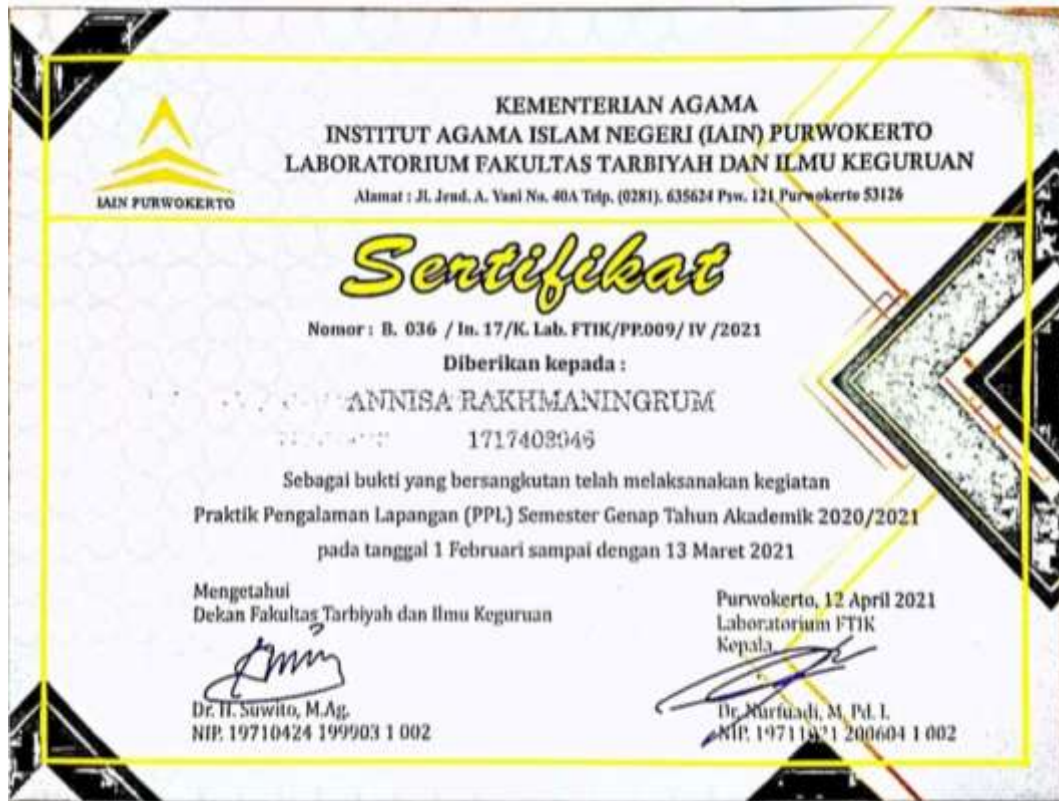 KEMENTERIAN AGAMA
INSTITUT AGAMA ISLAM NEGERI (IAIN) PURWOKERTO
LABORATORIUM FAKULTAS TARBIYAH DAN ILMU KEGURUAN
Alamat : Jl. Jend. A. Yani No. 40A Telp. (0281). 635624 Psw. 121 Purwokerto 53126
IAIN PURWOKERTO
Sertifikat
Nomor : B. 036 / In. 17/K. Lab. FTIK/PP.009/ IV /2021
Diberikan kepada :
ANNISA RAKHMANINGRUM
Sebagai bukti yang bersangkutan telah melaksanakan kegiatan
Praktik Pengalaman Lapangan (PPL) Semester Genap Tahun Akademik 2020/2021
pada tanggal 1 Februari sampai dengan 13 Maret 2021
Mengetahui
Dekan Fakultas Tarbiyah dan Ilmu Keguruan
Dr. H. Suwito, M.Ag.
NIP. 19710424 199903 1 002
Purwokerto, 12 April 2021
Laboratorium FTIK
Kepala
Dr. Nurfuadi, M. Pd. I.
NIP. 19711021 200604 1 002